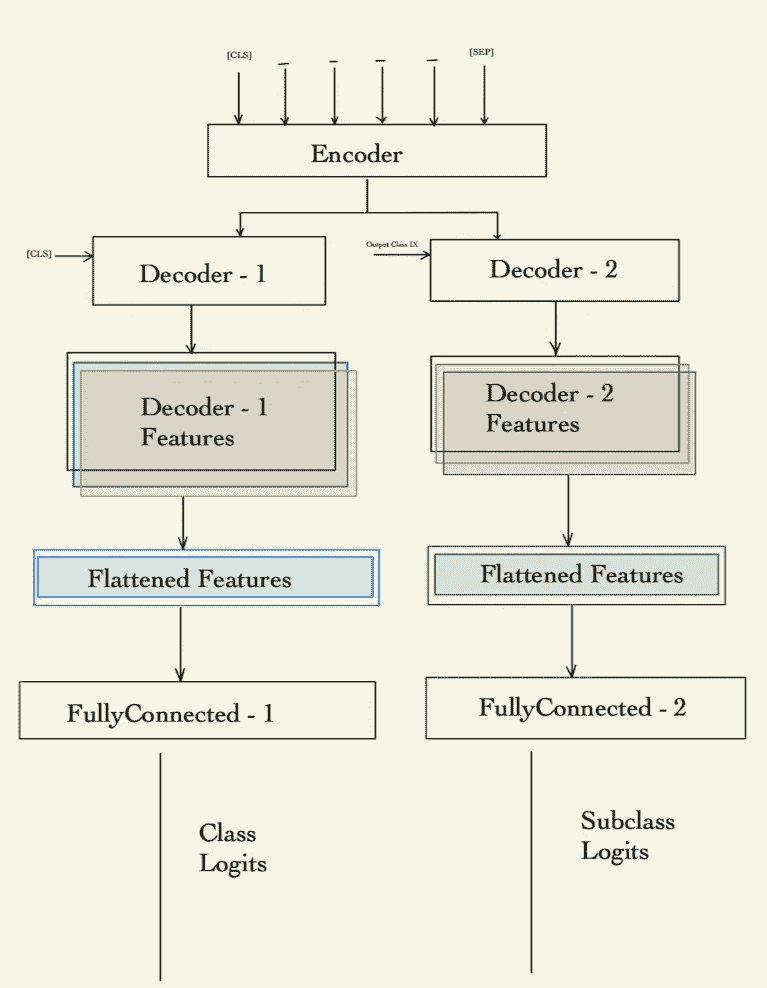 [CLS]
[SEP]
Encoder
[CLS]
Decoder - 1
Output Class IX
Decoder - 2
Decoder - 1
Features
Decoder - 2
Features
Flattened Features
Flattened Features
FullyConnected - 1
FullyConnected - 2
Class
Logits
Subclass
Logits